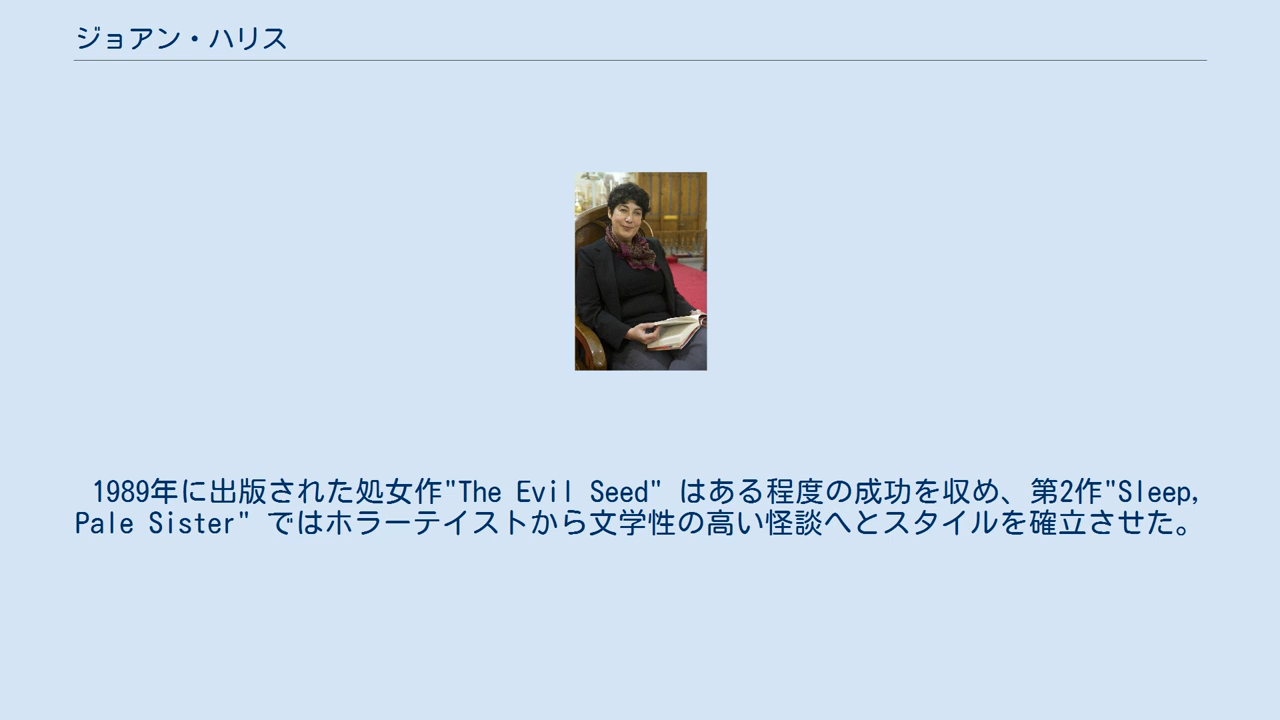 ジョアン・ハリス
1989年に出版された処女作"The Evil Seed" はある程度の成功を収め、第2作"Sleep,
Pale Sister" ではホラーテイストから文学性の高い怪談へとスタイルを確立させた。